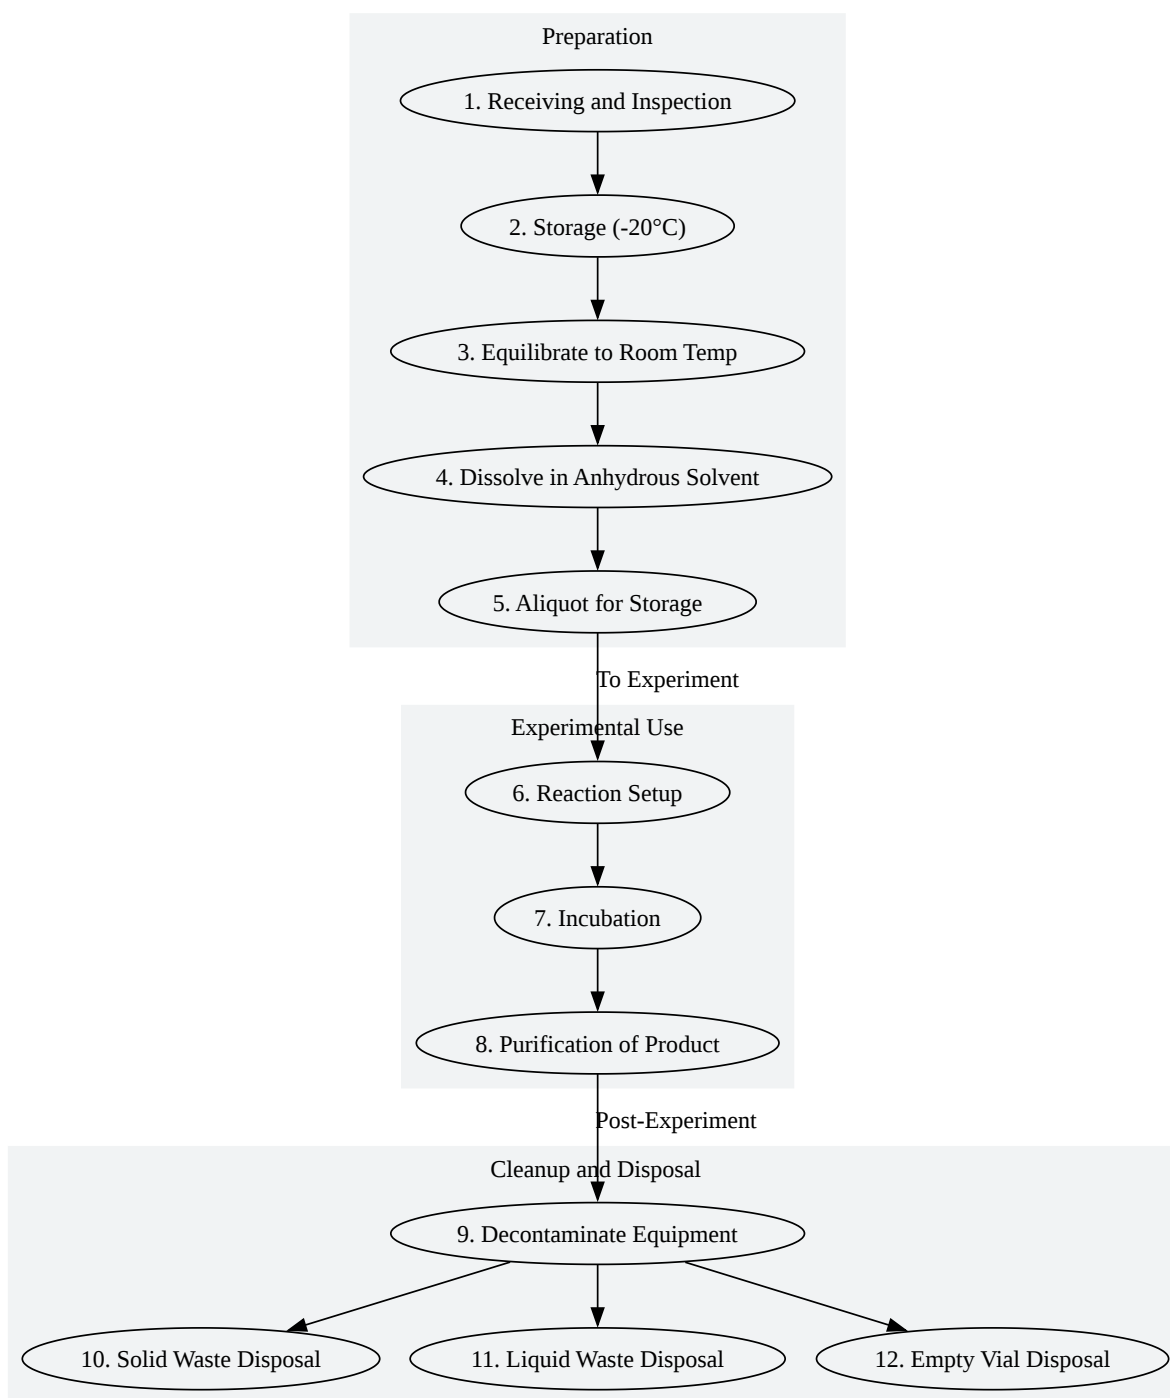 Preparation
1. Receiving and Inspection
2. Storage (-20°C)
3. Equilibrate to Room Temp
4. Dissolve in Anhydrous Solvent
5. Aliquot for Storage
To Experiment
Experimental Use
6. Reaction Setup
7. Incubation
8. Purification of Product
Post-Experiment
Cleanup and Disposal
9. Decontaminate Equipment
10. Solid Waste Disposal
11. Liquid Waste Disposal
12. Empty Vial Disposal